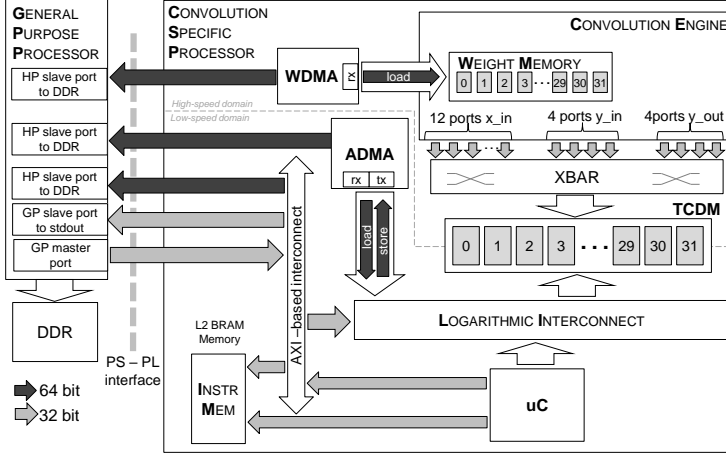 GENERAL
PURPOSE
PROCESSOR
HP slave port
to DDR
HP slave port
to DDR
HP slave port
to DDR
GP slave port
to stdout
GP master
port
DDR
PS – PL
interface
64 bit
32 bit
CONVOLUTION
SPECIFIC
PROCESSOR
WDMA
rx
load
High-speed domain
Low-speed domain
ADMA
rx
tx
load
store
AXI –based interconnect
L2 BRAM
Memory
INSTR
MEM
uC
LOGARITHMIC INTERCONNECT
CONVOLUTION ENGINE
WEIGHT MEMORY
0 1 2 3 ... 29 30 31
12 ports x_in
4 ports y_in
4ports y_out
XBAR
TCDM
0 1 2 3 ... 29 30 31